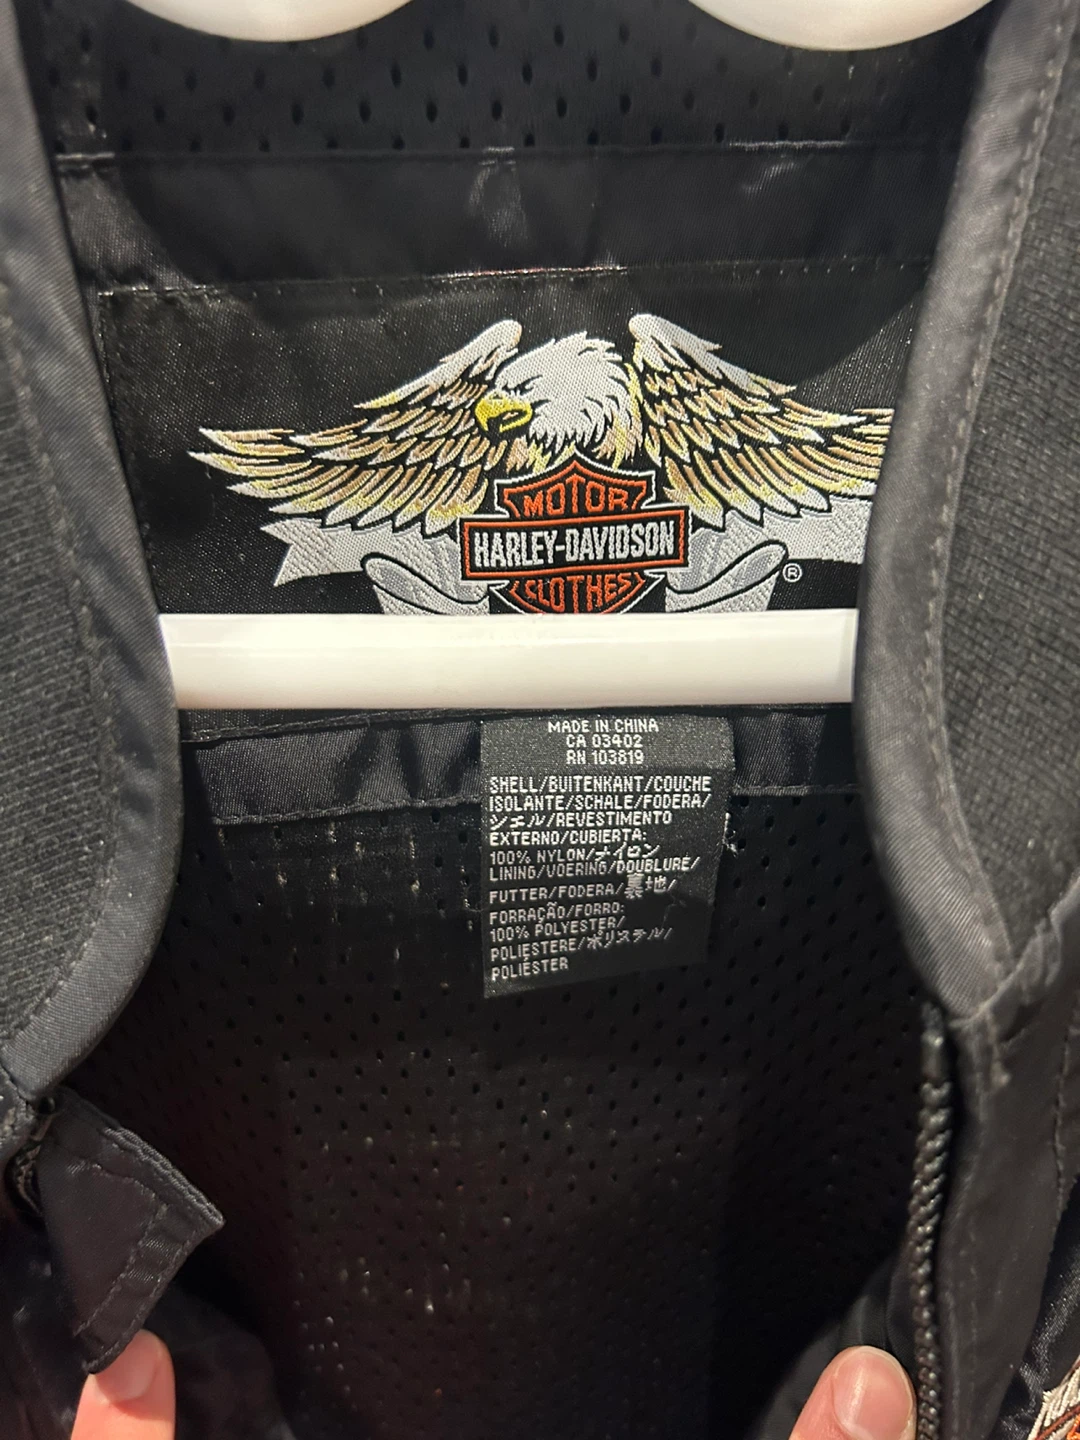 MOTOR
HARLEY-DAVIDSON
CLOTHES
®
MADE IN CHINA
CA 03402
RN 103819
SHELL/BUITENKANT/COUCHE
ISOLANTE/SCHALE/FODERA/
シェル/REVESTIMENTO
EXTERNO/CUBIERTA:
100% NYLON/ナイロン
LINING/VOERING/DOUBLURE/
FUTTER/FODERA/裏地/
FORRAÇÃO/FORRO:
100% POLYESTER/
POLIESTERE/ポリステル/
POLIÉSTER